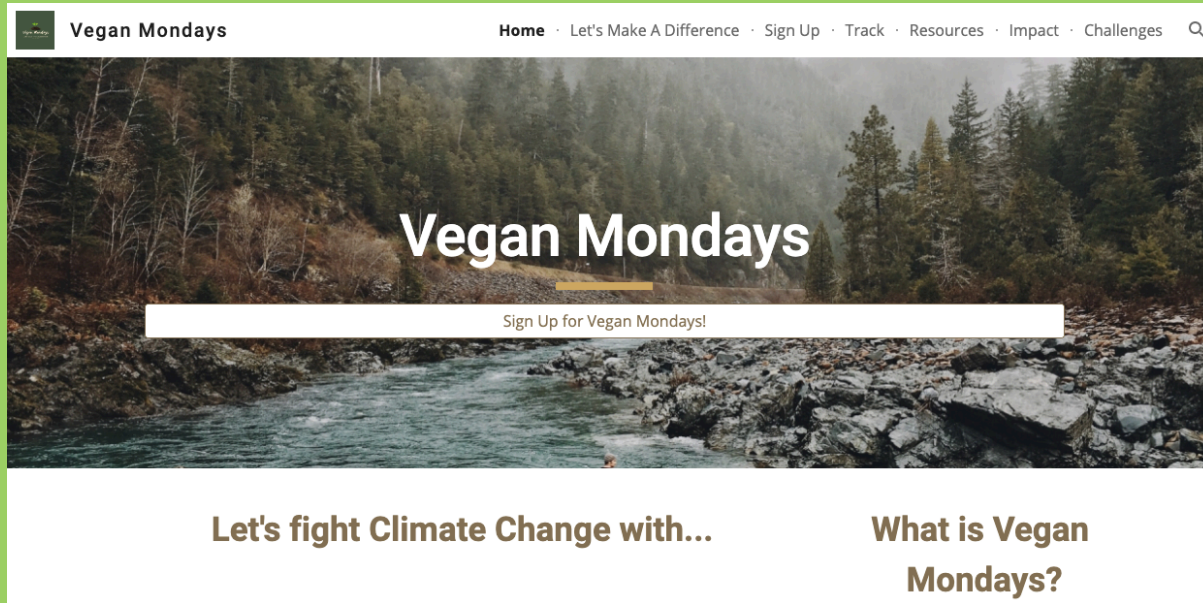 Vegan Mondays
Home · Let's Make A Difference · Sign Up · Track · Resources · Impact · Challenges
Vegan Mondays
Sign Up for Vegan Mondays!
Let's fight Climate Change with...
What is Vegan
Mondays?